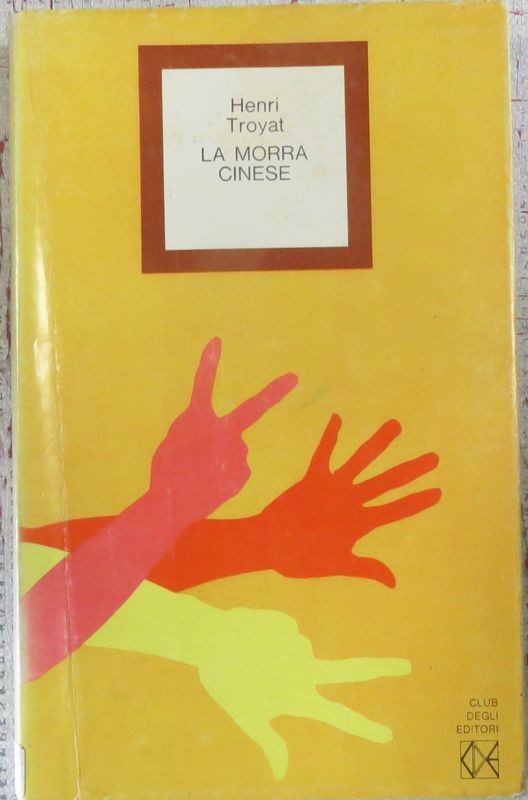 Henri
Troyat
LA MORRA
CINESE
CLUB
DEGLI
EDITORI